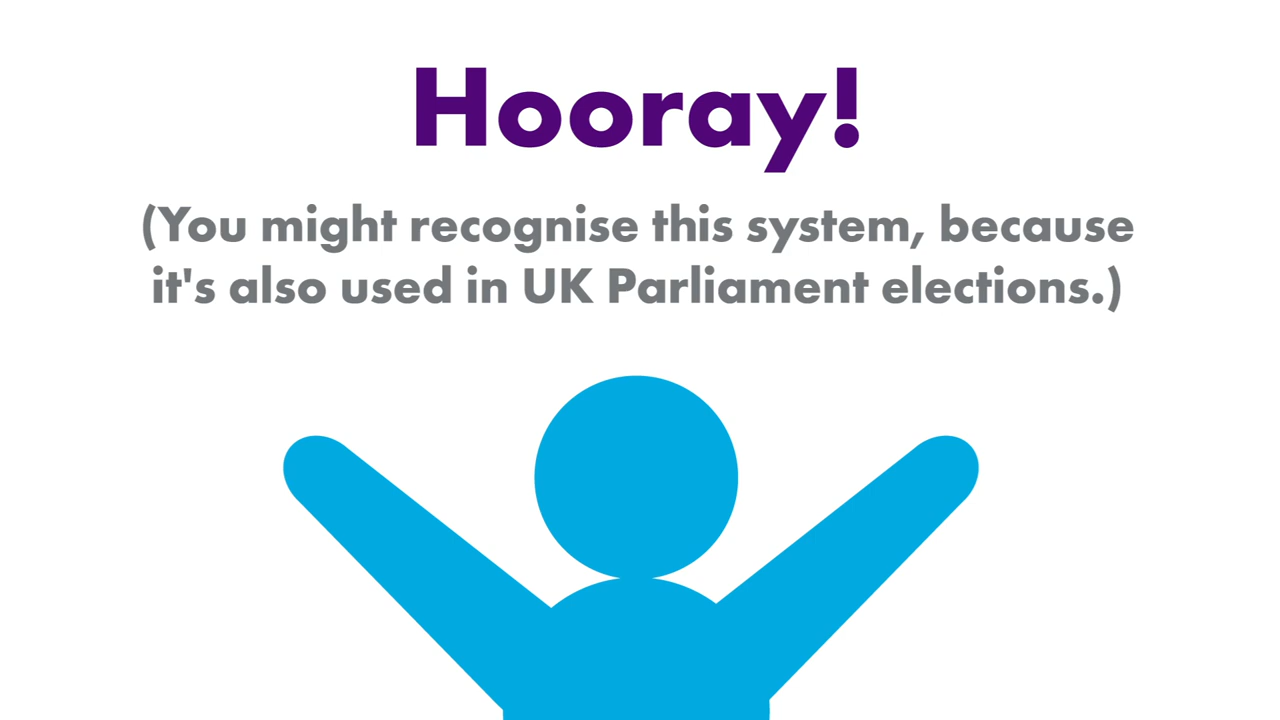 Hooray!
(You might recognise this system, because
it's also used in UK Parliament elections.)